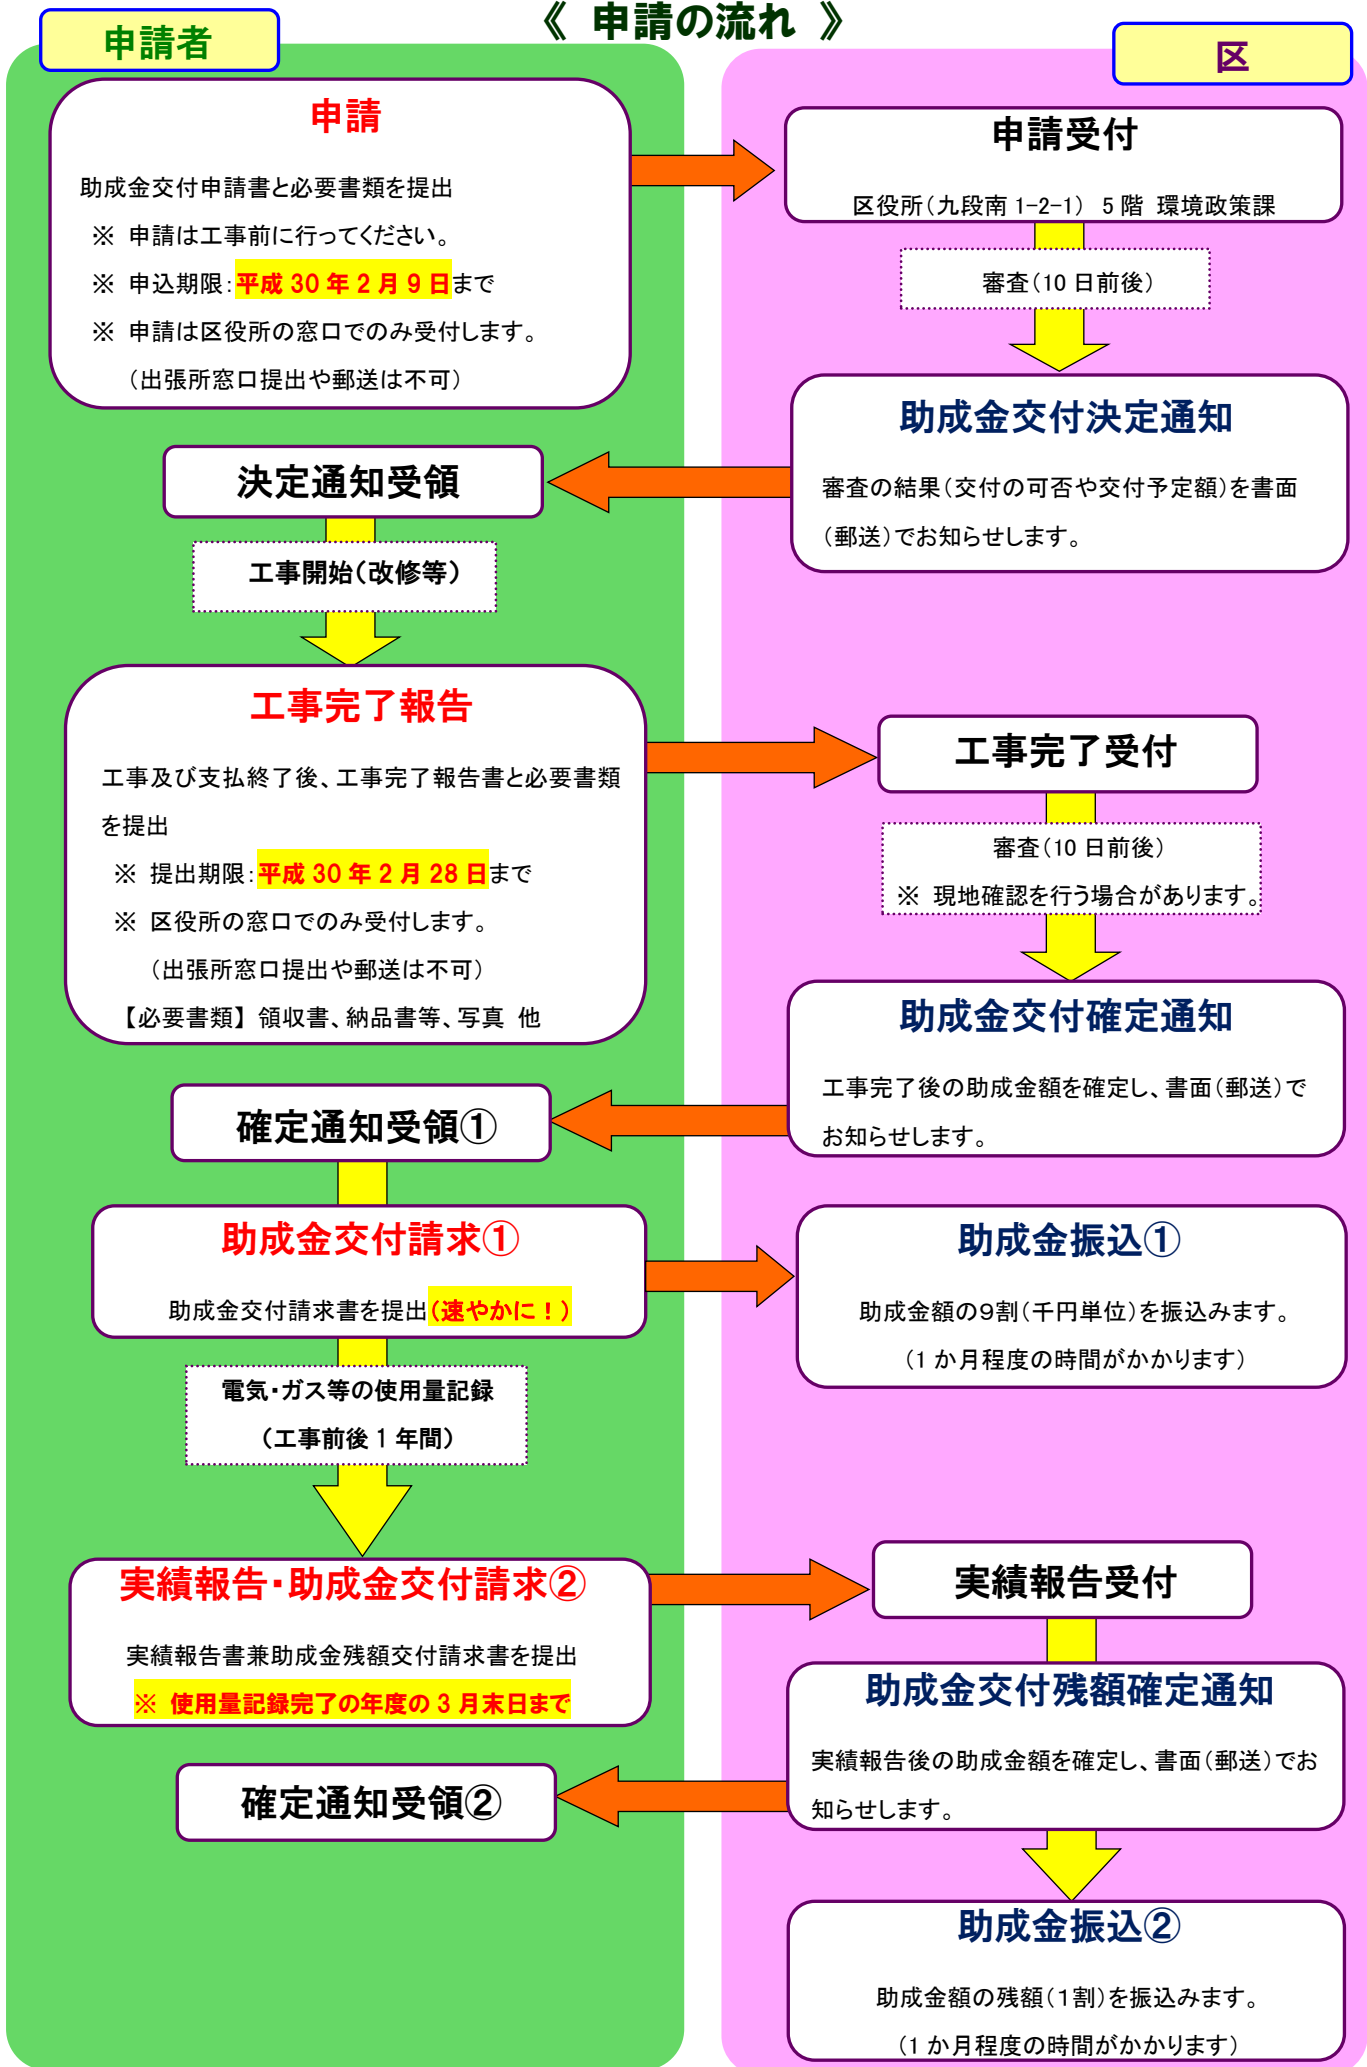 《 申請の流れ 》
申請者
区
申請
助成金交付申請書と必要書類を提出
※ 申請は工事前に行ってください。
※ 申込期限：平成 30 年 2 月 9 日まで
※ 申請は区役所の窓口でのみ受付します。
（出張所窓口提出や郵送は不可）
申請受付
区役所（九段南 1-2-1） 5 階 環境政策課
審査（10 日前後）
助成金交付決定通知
審査の結果（交付の可否や交付予定額）を書面
（郵送）でお知らせします。
決定通知受領
工事開始（改修等）
工事完了報告
工事及び支払終了後、工事完了報告書と必要書類
を提出
※ 提出期限：平成 30 年 2 月 28 日まで
※ 区役所の窓口でのみ受付します。
（出張所窓口提出や郵送は不可）
【必要書類】 領収書、納品書等、写真 他
工事完了受付
審査（10 日前後）
※ 現地確認を行う場合があります。
助成金交付確定通知
工事完了後の助成金額を確定し、書面（郵送）で
お知らせします。
確定通知受領①
助成金交付請求①
助成金交付請求書を提出（速やかに！）
助成金振込①
助成金額の９割（千円単位）を振込みます。
（1 か月程度の時間がかかります）
電気・ガス等の使用量記録
（工事前後 1 年間）
実績報告・助成金交付請求②
実績報告書兼助成金残額交付請求書を提出
※ 使用量記録完了の年度の 3 月末日まで
実績報告受付
助成金交付残額確定通知
実績報告後の助成金額を確定し、書面（郵送）でお
知らせします。
確定通知受領②
助成金振込②
助成金額の残額（１割）を振込みます。
（1 か月程度の時間がかかります）